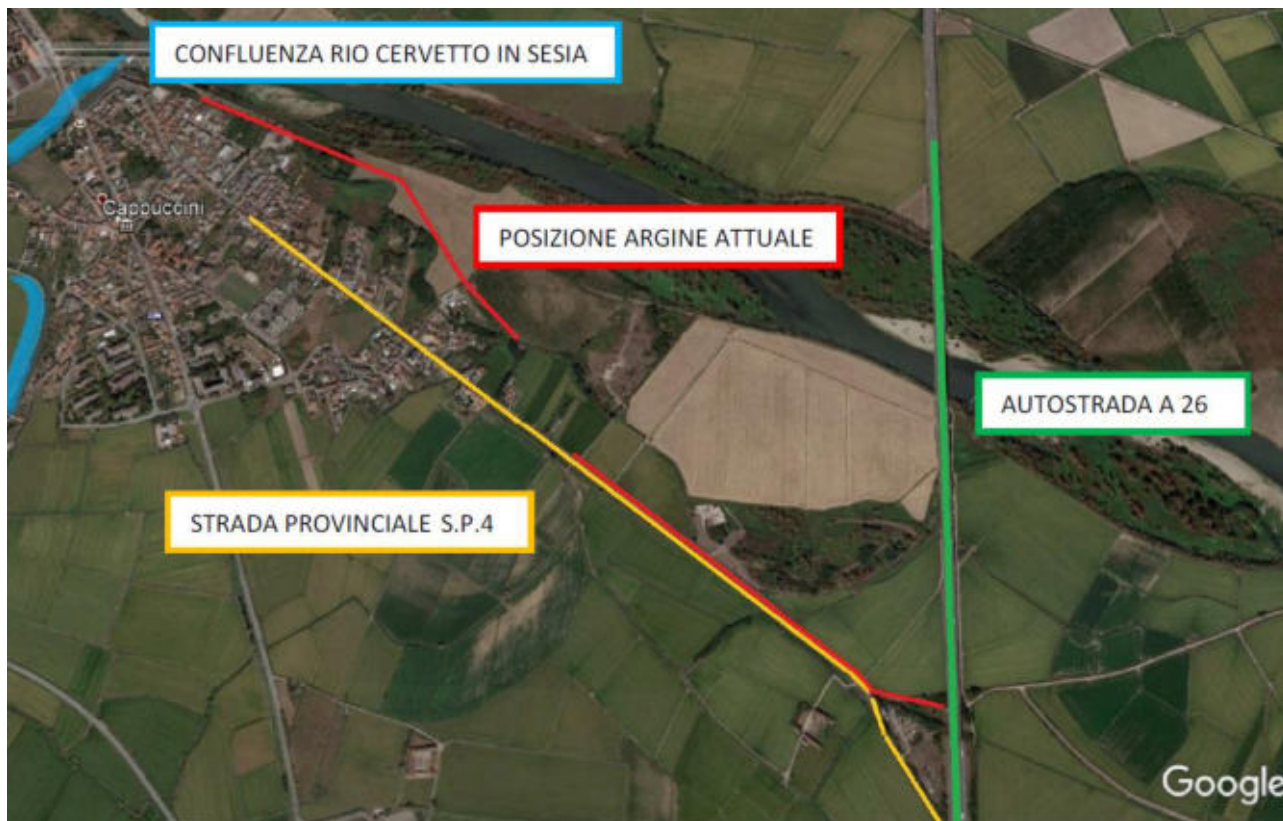 CONFLUENZA RIO CERVETTO IN SESIA
Cappuccini
POSIZIONE ARGINE ATTUALE
AUTOSTRADA A 26
STRADA PROVINCIALE S.P.4
Google